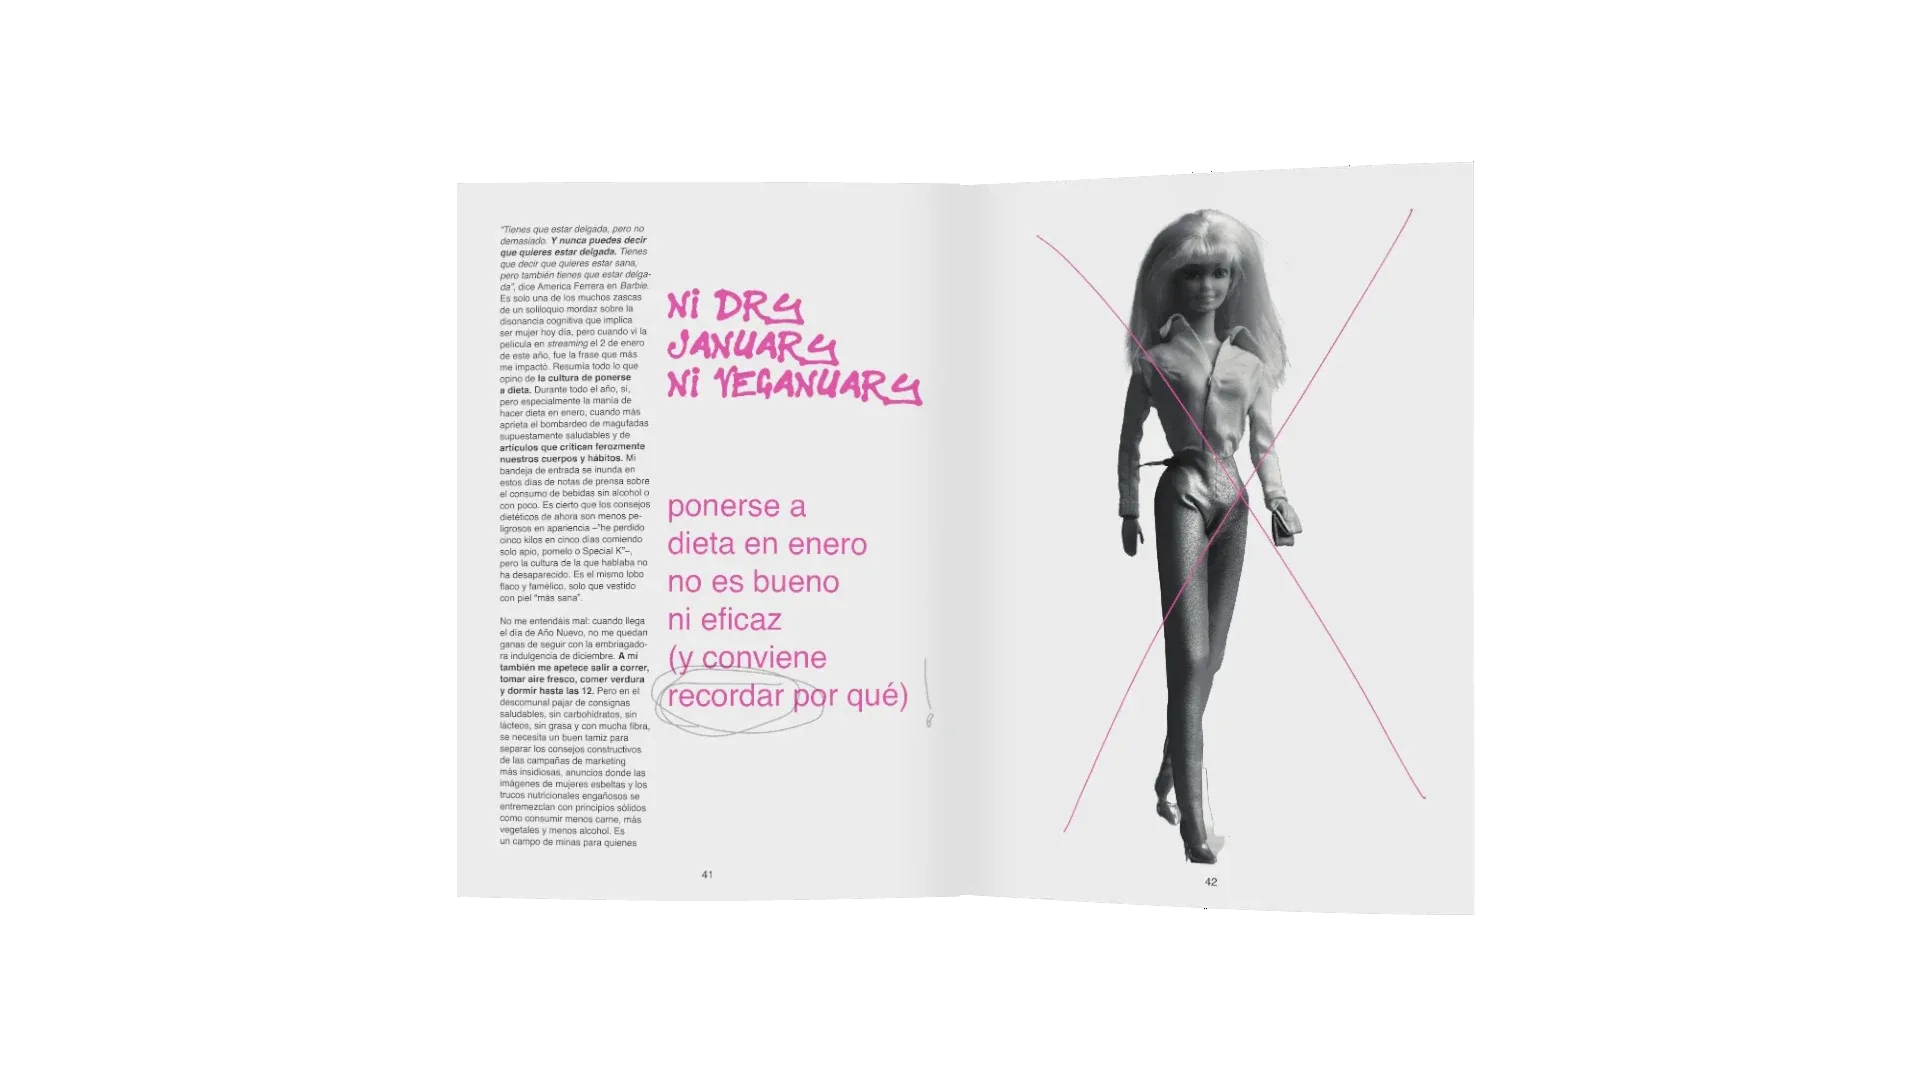 "Tienes que estar delgada, pero no
demasiado. Y nunca puedes decir
que quieres estar delgada. Tienes
que decir que quieres estar sana,
pero también tienes que estar delga-
da", dice America Ferrera en Barbie.
Es solo una de los muchos zascas
de un soliloquio mordaz sobre la
disonancia cognitiva que implica
ser mujer hoy día, pero cuando vi la
película en streaming el 2 de enero
de este año, fue la frase que más
me impactó. Resumía todo lo que
opino de la cultura de ponerse
a dieta. Durante todo el año, sí,
pero especialmente la manía de
hacer dieta en enero, cuando más
aprieta el bombardeo de magufadas
supuestamente saludables y de
artículos que critican ferozmente
nuestros cuerpos y hábitos. Mi
bandeja de entrada se inunda en
estos días de notas de prensa sobre
el consumo de bebidas sin alcohol o
con poco. Es cierto que los consejos
dietéticos de ahora son menos pe-
ligrosos en apariencia –"he perdido
cinco kilos en cinco días comiendo
solo apio, pomelo o Special K"–,
pero la cultura de la que hablaba no
ha desaparecido. Es el mismo lobo
flaco y famélico, solo que vestido
con piel "más sana".
No me entendáis mal: cuando llega
el día de Año Nuevo, no me quedan
ganas de seguir con la embriagado-
ra indulgencia de diciembre. A mí
también me apetece salir a correr,
tomar aire fresco, comer verdura
y dormir hasta las 12. Pero en el
descomunal pajar de consignas
saludables, sin carbohidratos, sin
lácteos, sin grasa y con mucha fibra,
se necesita un buen tamiz para
separar los consejos constructivos
de las campañas de marketing
más insidiosas, anuncios donde las
imágenes de mujeres esbeltas y los
trucos nutricionales engañosos se
entremezclan con principios sólidos
como consumir menos carne, más
vegetales y menos alcohol. Es
un campo de minas para quienes
Ni DRY
JANUARY
Ni VEGANUARY
ponerse a
dieta en enero
no es bueno
ni eficaz
(y conviene
recordar por qué)
41
42